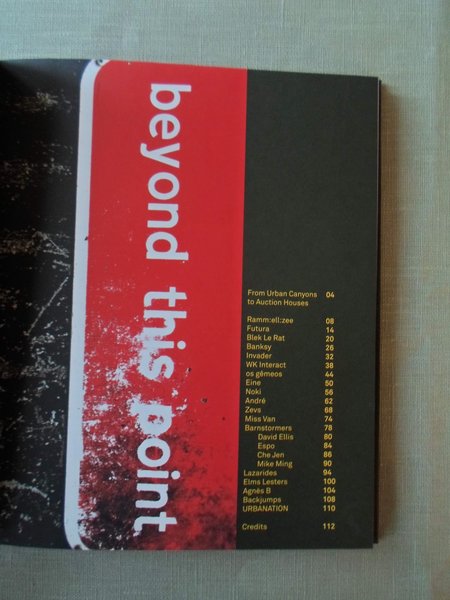 beyond this point
From Urban Canyons 04
to Auction Houses
Ramm:ell:zee 08
Futura 14
Blek Le Rat 20
Banksy 26
Invader 32
WK Interact 38
os gêmeos 44
Eine 50
Noki 56
André 62
Zevs 68
Miss Van 74
Barnstormers 78
David Ellis 80
Espo 84
Che Jen 86
Mike Ming 90
Lazarides 94
Elms Lesters 100
Agnès B 104
Backjumps 108
URBANATION 110
Credits 112